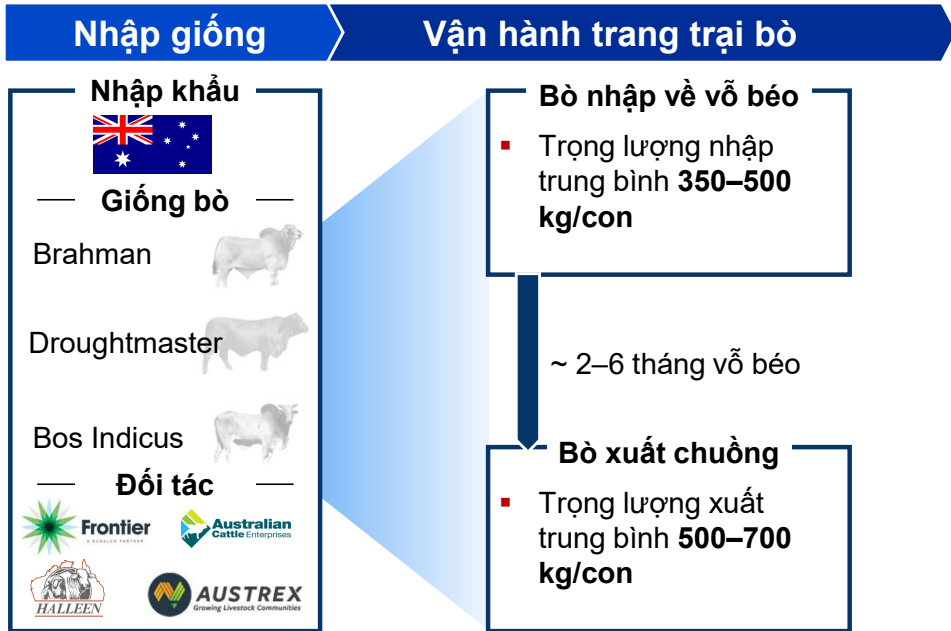 Nhập giống
Vận hành trang trại bò
Nhập khẩu
Giống bò
Brahman
Droughtmaster
Bos Indicus
Đối tác
Frontier
A RURALCO PARTNER
Australian
Cattle Enterprises
HALLEEN
AUSTREX
Growing Livestock Communities
Bò nhập về vỗ béo
▪ Trọng lượng nhập
trung bình 350–500
kg/con
~ 2–6 tháng vỗ béo
Bò xuất chuồng
▪ Trọng lượng xuất
trung bình 500–700
kg/con